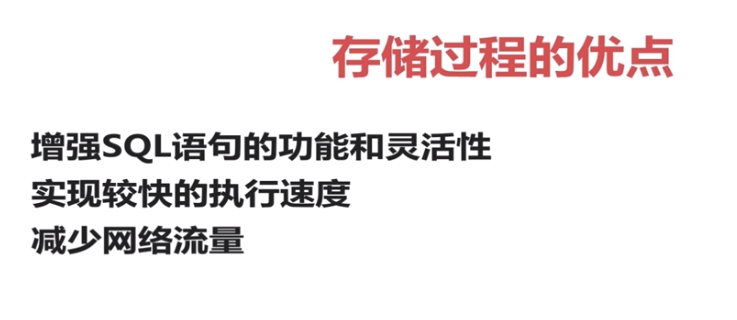 存储过程的优点
增强SQL语句的功能和灵活性
实现较快的执行速度
减少网络流量